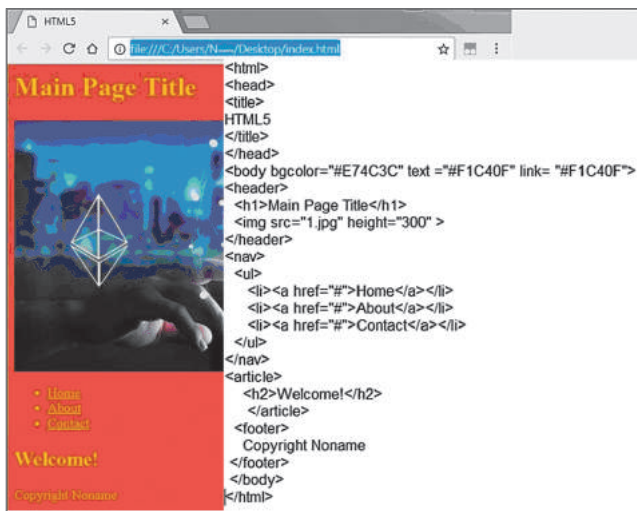 HTML5
file:///C:/Users/N/Desktop/index.html
Main Page Title
Home
About
Contact
Welcome!
Copyright Noname
<html>
<head>
<title>
HTML5
</title>
</head>
<body bgcolor="#E74C3C" text ="#F1C40F" link= "#F1C40F">
<header>
<h1>Main Page Title</h1>
<img src="1.jpg" height="300" >
</header>
<nav>
<ul>
<li><a href="#">Home</a></li>
<li><a href="#">About</a></li>
<li><a href="#">Contact</a></li>
</ul>
</nav>
<article>
<h2>Welcome!</h2>
</article>
<footer>
Copyright Noname
</footer>
</body>
</html>